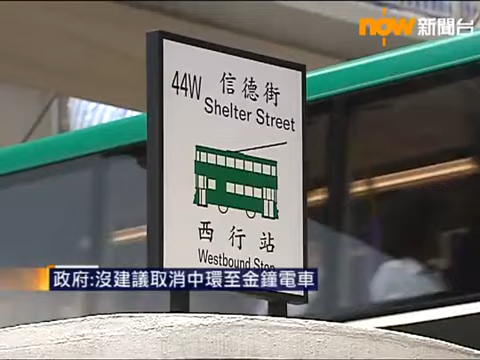 now 新聞台
44W 信德街
Shelter Street
西行站
Westbound Stop
政府:沒建議取消中環至金鐘電車